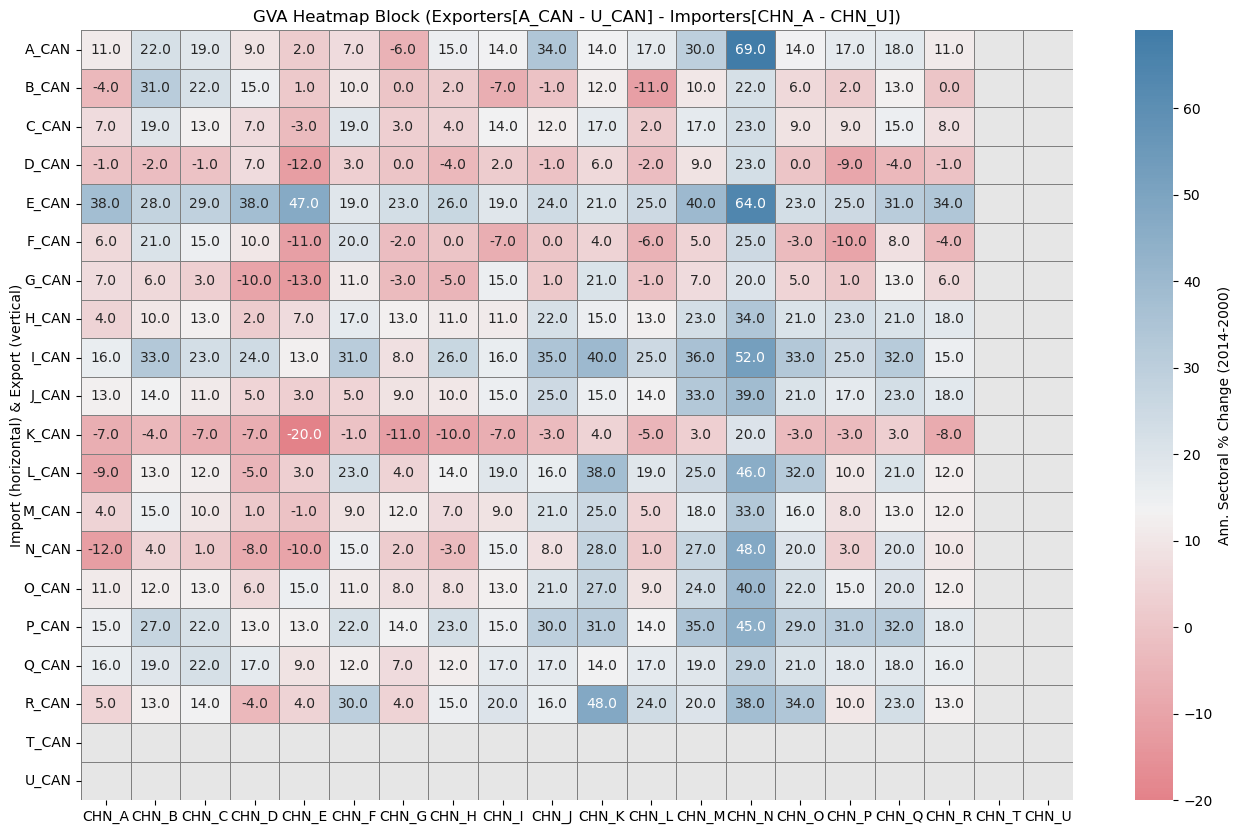 GVA Heatmap Block (Exporters[A_CAN - U_CAN] - Importers[CHN_A - CHN_U])
Import (horizontal) & Export (vertical)
A_CAN 11.0 22.0 19.0 9.0 2.0 7.0 -6.0 15.0 14.0 34.0 14.0 17.0 30.0 69.0 14.0 17.0 18.0 11.0
B_CAN -4.0 31.0 22.0 15.0 1.0 10.0 0.0 2.0 -7.0 -1.0 12.0 -11.0 10.0 22.0 6.0 2.0 13.0 0.0
C_CAN 7.0 19.0 13.0 7.0 -3.0 19.0 3.0 4.0 14.0 12.0 17.0 2.0 17.0 23.0 9.0 9.0 15.0 8.0
D_CAN -1.0 -2.0 -1.0 7.0 -12.0 3.0 0.0 -4.0 2.0 -1.0 6.0 -2.0 9.0 23.0 0.0 -9.0 -4.0 -1.0
E_CAN 38.0 28.0 29.0 38.0 47.0 19.0 23.0 26.0 19.0 24.0 21.0 25.0 40.0 64.0 23.0 25.0 31.0 34.0
F_CAN 6.0 21.0 15.0 10.0 -11.0 20.0 -2.0 0.0 -7.0 0.0 4.0 -6.0 5.0 25.0 -3.0 -10.0 8.0 -4.0
G_CAN 7.0 6.0 3.0 -10.0 -13.0 11.0 -3.0 -5.0 15.0 1.0 21.0 -1.0 7.0 20.0 5.0 1.0 13.0 6.0
H_CAN 4.0 10.0 13.0 2.0 7.0 17.0 13.0 11.0 11.0 22.0 15.0 13.0 23.0 34.0 21.0 23.0 21.0 18.0
I_CAN 16.0 33.0 23.0 24.0 13.0 31.0 8.0 26.0 16.0 35.0 40.0 25.0 36.0 52.0 33.0 25.0 32.0 15.0
J_CAN 13.0 14.0 11.0 5.0 3.0 5.0 9.0 10.0 15.0 25.0 15.0 14.0 33.0 39.0 21.0 17.0 23.0 18.0
K_CAN -7.0 -4.0 -7.0 -7.0 -20.0 -1.0 -11.0 -10.0 -7.0 -3.0 4.0 -5.0 3.0 20.0 -3.0 -3.0 3.0 -8.0
L_CAN -9.0 13.0 12.0 -5.0 3.0 23.0 4.0 14.0 19.0 16.0 38.0 19.0 25.0 46.0 32.0 10.0 21.0 12.0
M_CAN 4.0 15.0 10.0 1.0 -1.0 9.0 12.0 7.0 9.0 21.0 25.0 5.0 18.0 33.0 16.0 8.0 13.0 12.0
N_CAN -12.0 4.0 1.0 -8.0 -10.0 15.0 2.0 -3.0 15.0 8.0 28.0 1.0 27.0 48.0 20.0 3.0 20.0 10.0
O_CAN 11.0 12.0 13.0 6.0 15.0 11.0 8.0 8.0 13.0 21.0 27.0 9.0 24.0 40.0 22.0 15.0 20.0 12.0
P_CAN 15.0 27.0 22.0 13.0 13.0 22.0 14.0 23.0 15.0 30.0 31.0 14.0 35.0 45.0 29.0 31.0 32.0 18.0
Q_CAN 16.0 19.0 22.0 17.0 9.0 12.0 7.0 12.0 17.0 17.0 14.0 17.0 19.0 29.0 21.0 18.0 18.0 16.0
R_CAN 5.0 13.0 14.0 -4.0 4.0 30.0 4.0 15.0 20.0 16.0 48.0 24.0 20.0 38.0 34.0 10.0 23.0 13.0
T_CAN
U_CAN
CHN_A CHN_B CHN_C CHN_D CHN_E CHN_F CHN_G CHN_H CHN_I CHN_J CHN_K CHN_L CHN_M CHN_N CHN_O CHN_P CHN_Q CHN_R CHN_T CHN_U
60
50
40
30
20
10
0
−10
−20
Ann. Sectoral % Change (2014-2000)